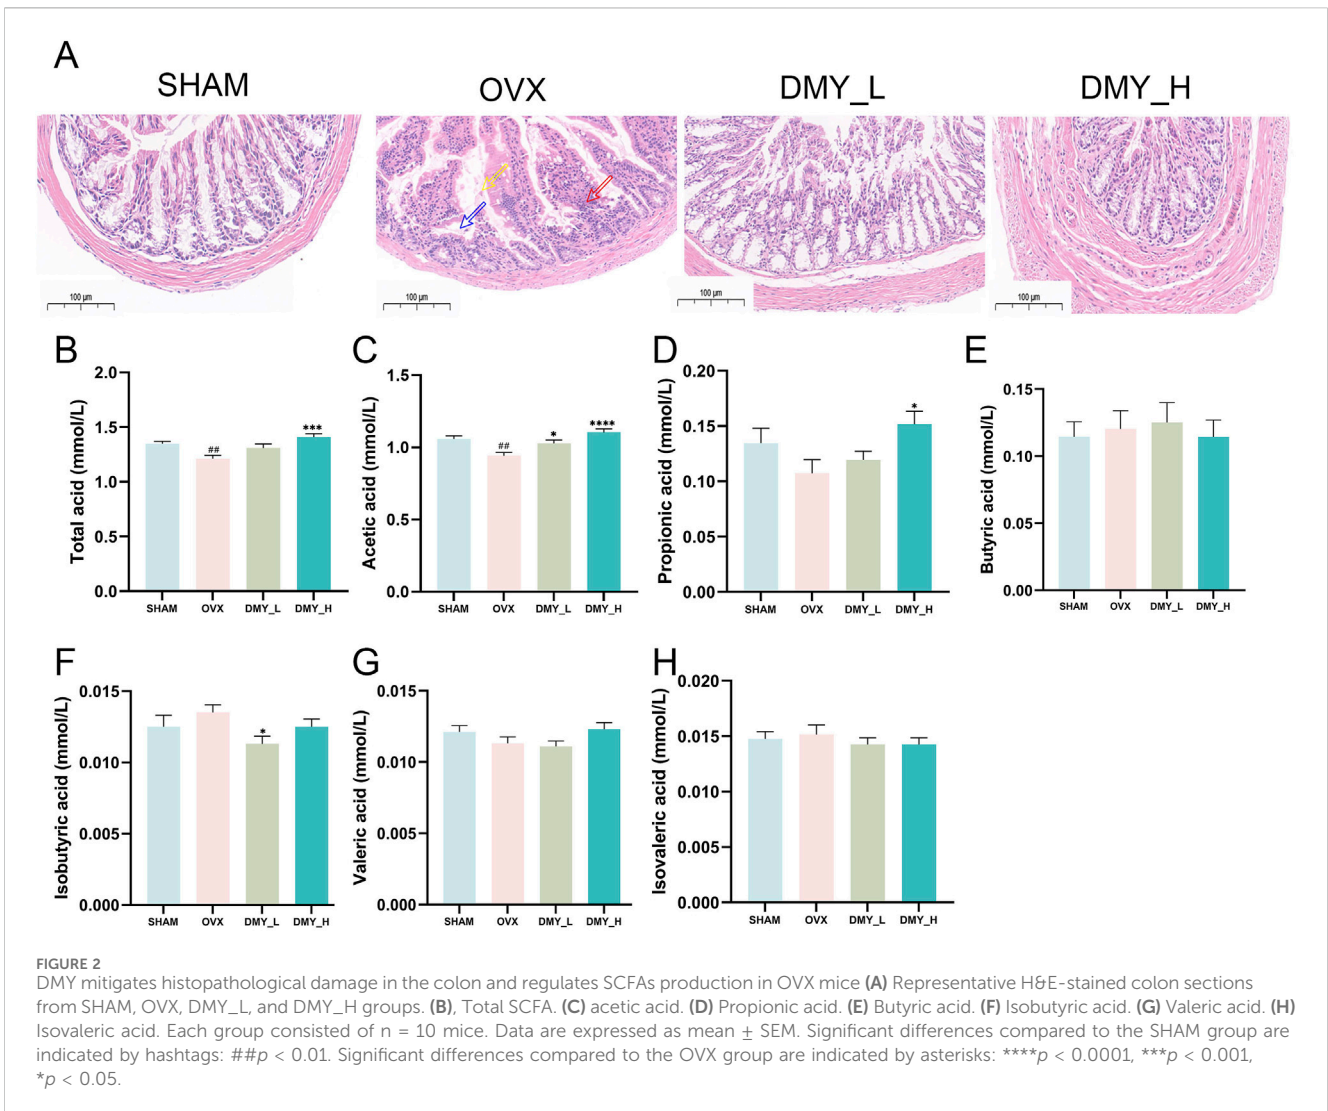 A
SHAM
OVX
DMY_L
DMY_H
100 µm
100 µm
100 µm
100 µm
B
Total acid (mmol/L)
2.0
1.5
1.0
0.5
0.0
##
***
SHAM
OVX
DMY_L
DMY_H
C
Acetic acid (mmol/L)
1.5
1.0
0.5
0.0
##
*
****
SHAM
OVX
DMY_L
DMY_H
D
Propionic acid (mmol/L)
0.20
0.15
0.10
0.05
0.00
*
SHAM
OVX
DMY_L
DMY_H
E
Butyric acid (mmol/L)
0.15
0.10
0.05
0.00
SHAM
OVX
DMY_L
DMY_H
F
Isobutyric acid (mmol/L)
0.015
0.010
0.005
0.000
*
SHAM
OVX
DMY_L
DMY_H
G
Valeric acid (mmol/L)
0.015
0.010
0.005
0.000
SHAM
OVX
DMY_L
DMY_H
H
Isovaleric acid (mmol/L)
0.020
0.015
0.010
0.005
0.000
SHAM
OVX
DMY_L
DMY_H
FIGURE 2
DMY mitigates histopathological damage in the colon and regulates SCFAs production in OVX mice (A) Representative H&E-stained colon sections
from SHAM, OVX, DMY_L, and DMY_H groups. (B), Total SCFA. (C) acetic acid. (D) Propionic acid. (E) Butyric acid. (F) Isobutyric acid. (G) Valeric acid. (H)
Isovaleric acid. Each group consisted of n = 10 mice. Data are expressed as mean ± SEM. Significant differences compared to the SHAM group are
indicated by hashtags: ##p < 0.01. Significant differences compared to the OVX group are indicated by asterisks: ****p < 0.0001, ***p < 0.001,
*p < 0.05.